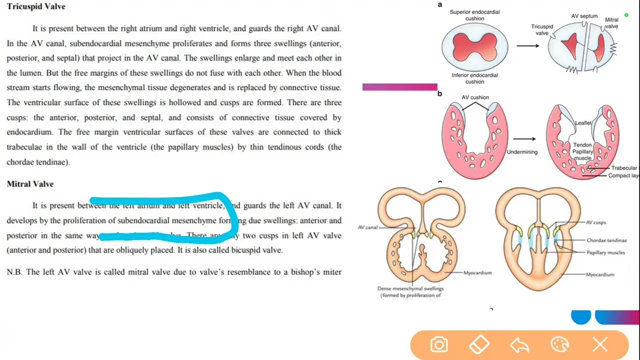 Tricuspid Valve
It is present between the right atrium and right ventricle, and guards the right AV canal.
In the AV canal, subendocardial mesenchyme proliferates and forms three swellings (anterior,
posterior, and septal) that project in the AV canal. The swellings enlarge and meet each other in
the lumen. But the free margins of these swellings do not fuse with each other. When the blood
stream starts flowing, the mesenchymal tissue degenerates and is replaced by connective tissue.
The ventricular surface of these swellings is hollowed and cusps are formed. There are three
cusps: the anterior, posterior, and septal, and consists of connective tissue covered by
endocardium. The free margin ventricular surfaces of these valves are connected to thick
trabeculae in the wall of the ventricle (the papillary muscles) by thin tendinous cords (the
chordae tendinae).
Mitral Valve
It is present between the left atrium and left ventricle, and guards the left AV canal. It
develops by the proliferation of subendocardial mesenchyme forming due swellings: anterior and
posterior in the same way There are two cusps in left AV valve
(anterior and posterior) that are obliquely placed. It is also called bicuspid valve.
N.B. The left AV valve is called mitral valve due to valve's resemblance to a bishop's miter
a
Superior endocardial
cushion
Inferior endocardial
cushion
Tricuspid
valve
AV septum
Mitral
valve
b
AV cushion
Underwent
Leaflet
Tendon
Papillary
muscle
Trabecular
Compact laye
AV canal
Myocardium
Dense mesenchymal swellings
(formed by proliferation of
AV cusps
Chordae tendinae
Papillary muscles
Myocardium